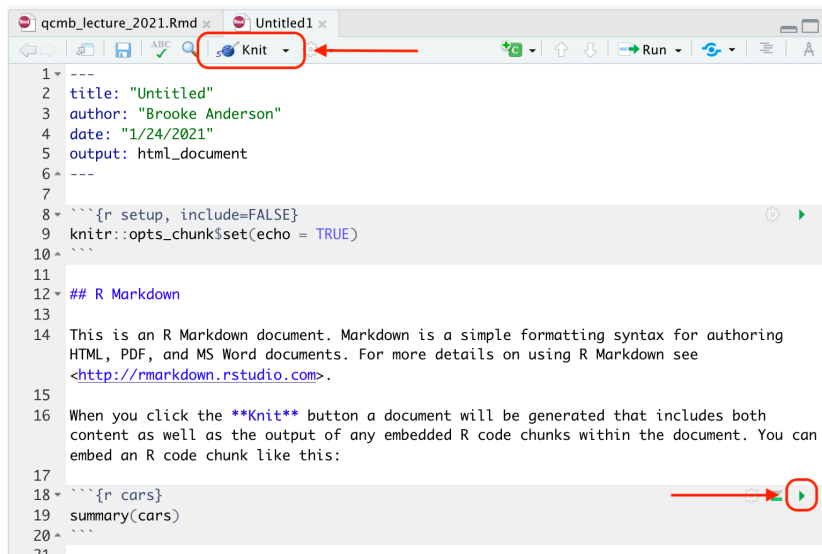 qcmb_lecture_2021.Rmd × Untitled1 ×
ABC Knit C Run
1 ---
2 title: "Untitled"
3 author: "Brooke Anderson"
4 date: "1/24/2021"
5 output: html_document
6 ---
7
8 ```{r setup, include=FALSE}
9 knitr::opts_chunk$set(echo = TRUE)
10 ```
11
12 ## R Markdown
13
14 This is an R Markdown document. Markdown is a simple formatting syntax for authoring
HTML, PDF, and MS Word documents. For more details on using R Markdown see
<http://rmarkdown.rstudio.com>.
15
16 When you click the **Knit** button a document will be generated that includes both
content as well as the output of any embedded R code chunks within the document. You can
embed an R code chunk like this:
17
18 ```{r cars}
19 summary(cars)
20 ```
21